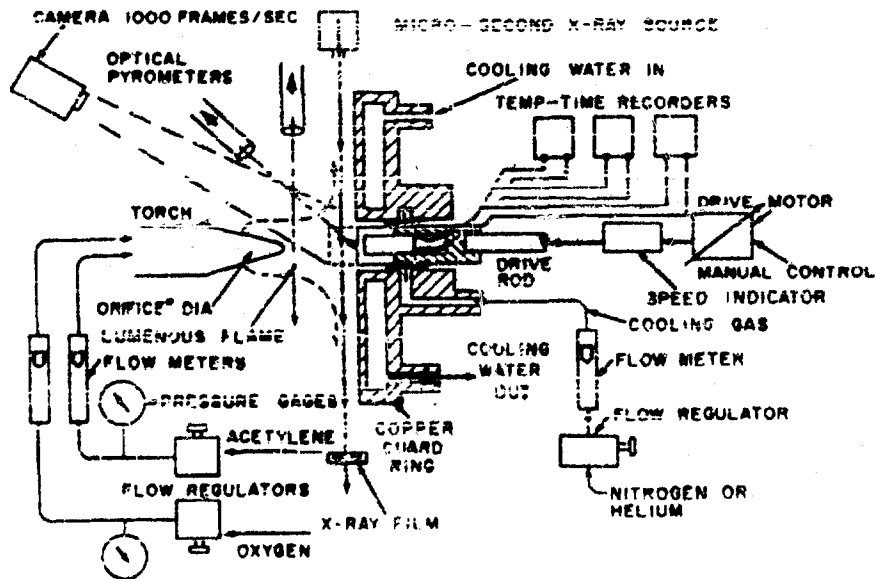 CAMERA 1000 FRAMES/SEC
MICRO-SECOND X-RAY SOURCE
OPTICAL
PYROMETERS
COOLING WATER IN
TEMP-TIME RECORDERS
TORCH
DRIVE MOTOR
DRIVE
ROD
MANUAL CONTROL
SPEED INDICATOR
ORIFICE DIA
LUMENOUS FLAME
COOLING GAS
FLOW METERS
COOLING
WATER
OUT
FLOW METER
PRESSURE GAGES
FLOW REGULATOR
ACETYLENE
COPPER
GUARD
RING
FLOW REGULATORS
NITROGEN OR
HELIUM
X-RAY FILM
OXYGEN